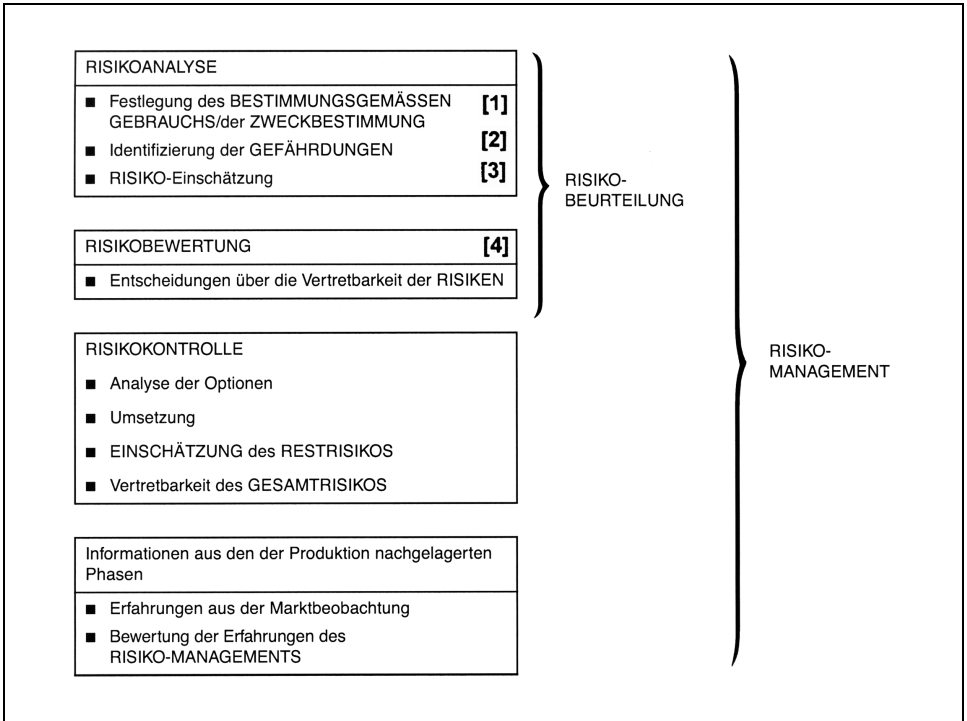 RISIKOANALYSE
■ Festlegung des BESTIMMUNGSGEMÄSSEN [1]
GEBRAUCHS/der ZWECKBESTIMMUNG
■ Identifizierung der GEFÄHRDUNGEN [2]
■ RISIKO-Einschätzung [3]
RISIKO-
BEURTEILUNG
RISIKOBEWERTUNG [4]
■ Entscheidungen über die Vertretbarkeit der RISIKEN
RISIKOKONTROLLE
■ Analyse der Optionen
■ Umsetzung
■ EINSCHÄTZUNG des RESTRISIKOS
■ Vertretbarkeit des GESAMTRISIKOS
RISIKO-
MANAGEMENT
Informationen aus den der Produktion nachgelagerten
Phasen
■ Erfahrungen aus der Marktbeobachtung
■ Bewertung der Erfahrungen des
RISIKO-MANAGEMENTS